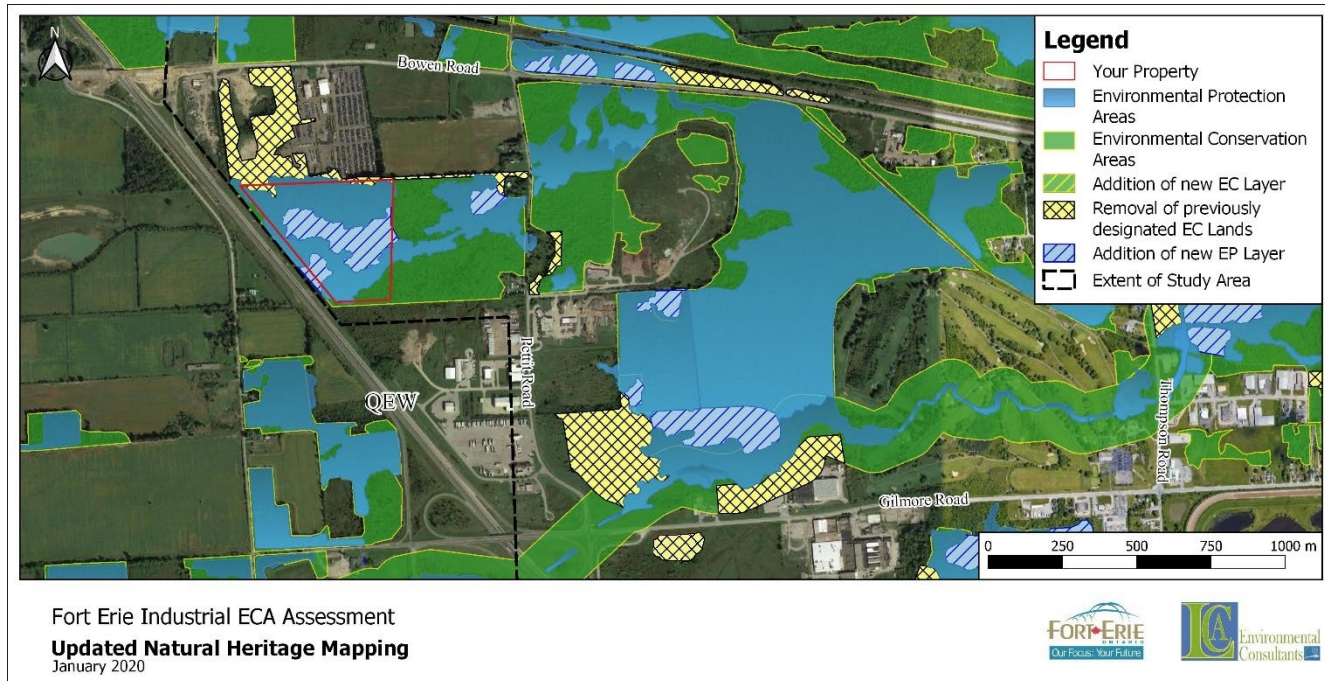 N
Bowen Road
Pettit Road
QEW
Thompson Road
Gilmore Road
Legend
Your Property
Environmental Protection
Areas
Environmental Conservation
Areas
Addition of new EC Layer
Removal of previously
designated EC Lands
Addition of new EP Layer
Extent of Study Area
0 250 500 750 1000 m
Fort Erie Industrial ECA Assessment
Updated Natural Heritage Mapping
January 2020
FORT ERIE
ONTARIO
Our Focus: Your Future
LCA
Environmental
Consultants